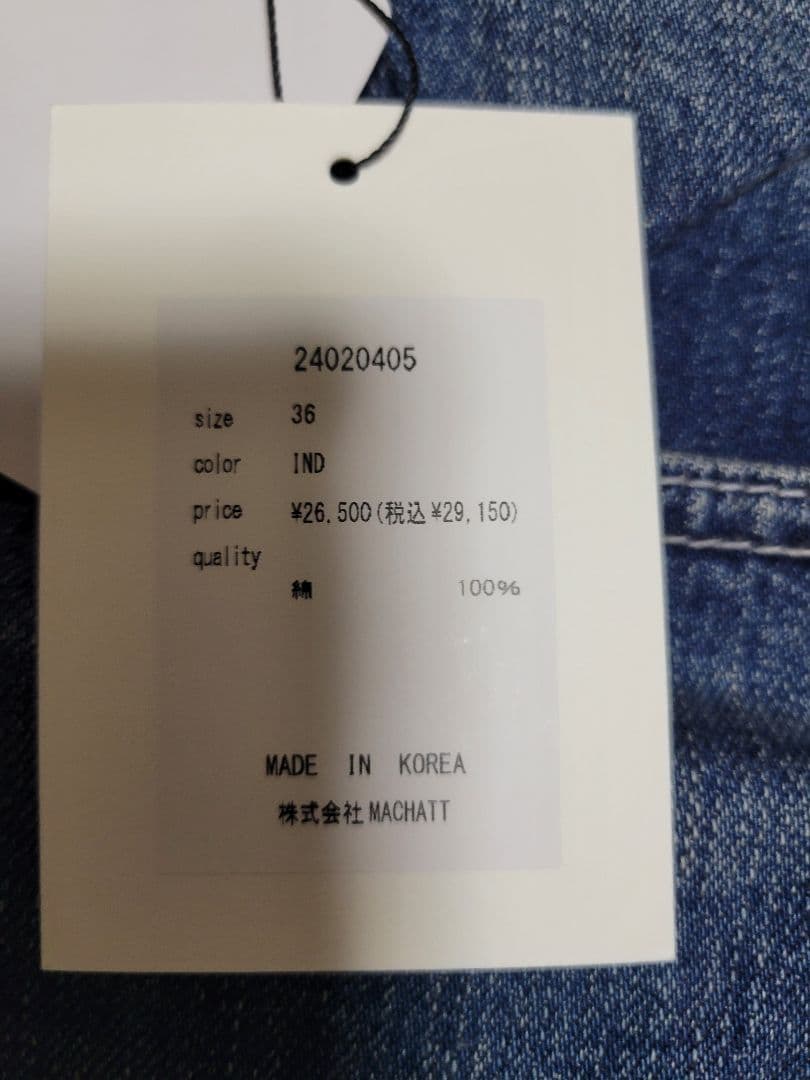 24020405
size 36
color IND
price ¥26,500(税込¥29,150)
quality
綿 100%
MADE IN KOREA
株式会社MACHATT